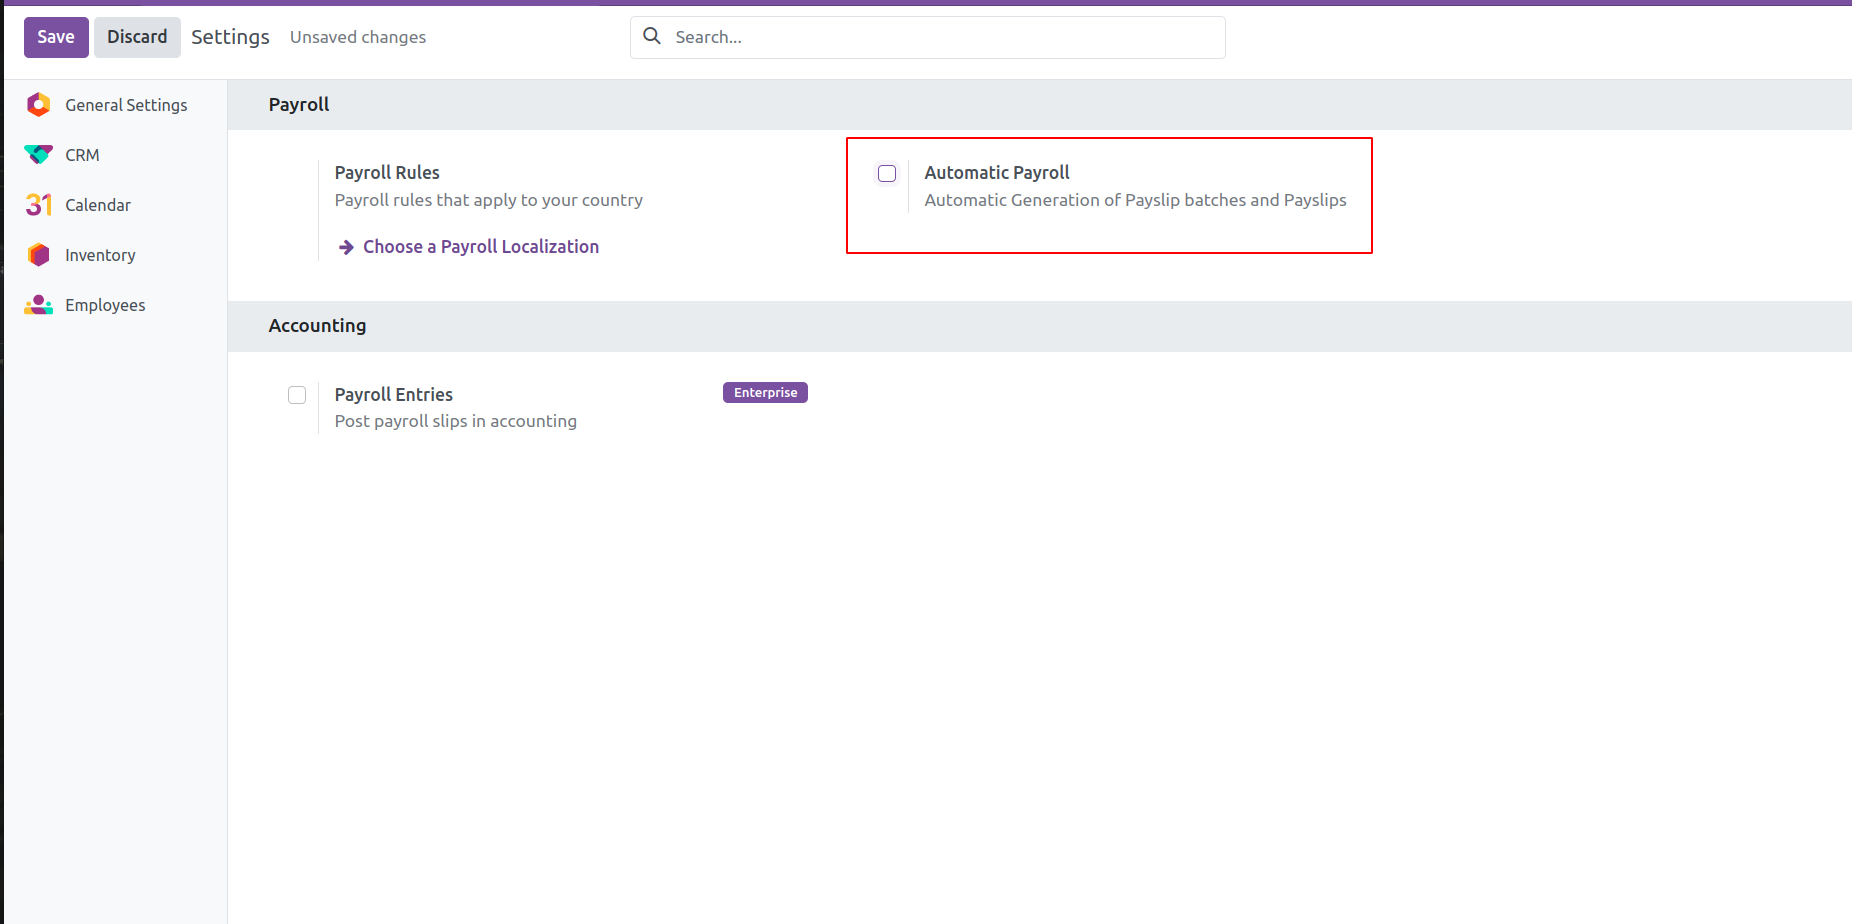 Save Discard Settings Unsaved changes Search...
General Settings
CRM
31 Calendar
Inventory
Employees
Payroll
Payroll Rules
Payroll rules that apply to your country
Choose a Payroll Localization
Automatic Payroll
Automatic Generation of Payslip batches and Payslips
Accounting
Payroll Entries Enterprise
Post payroll slips in accounting